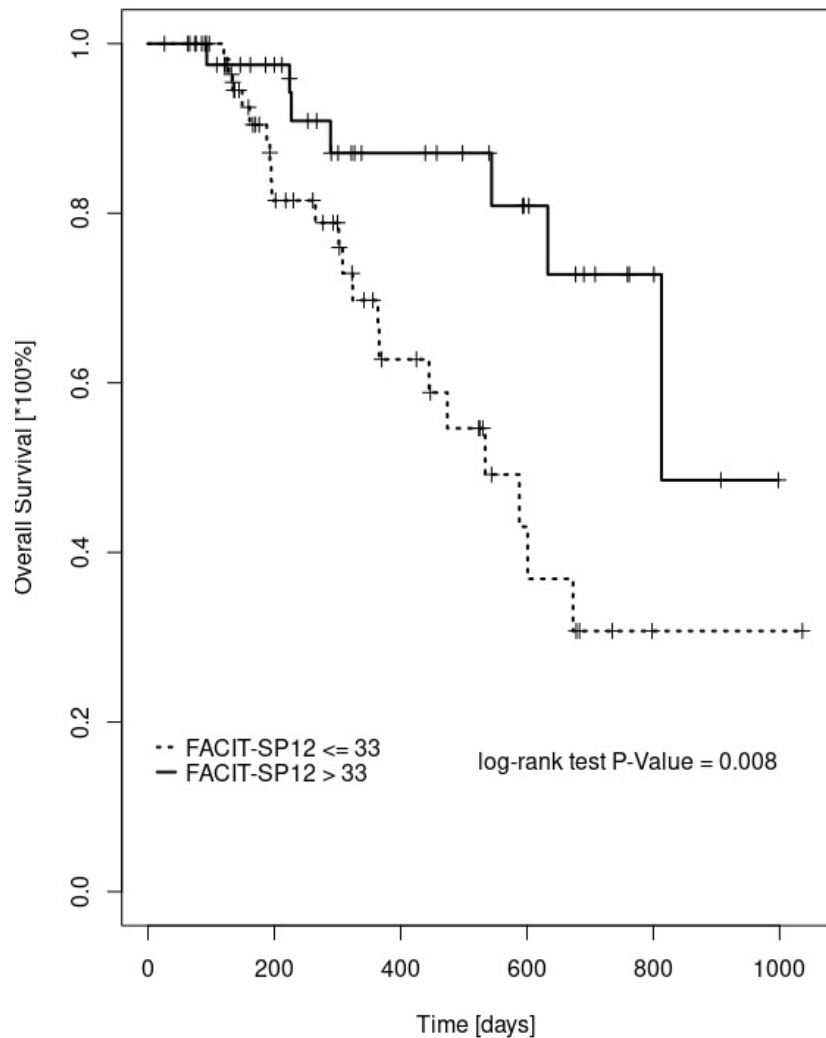 1.0
0.8
0.6
0.4
0.2
0.0
Overall Survival [*100%]
FACIT-SP12 <= 33
FACIT-SP12 > 33
log-rank test P-Value = 0.008
0 200 400 600 800 1000
Time [days]